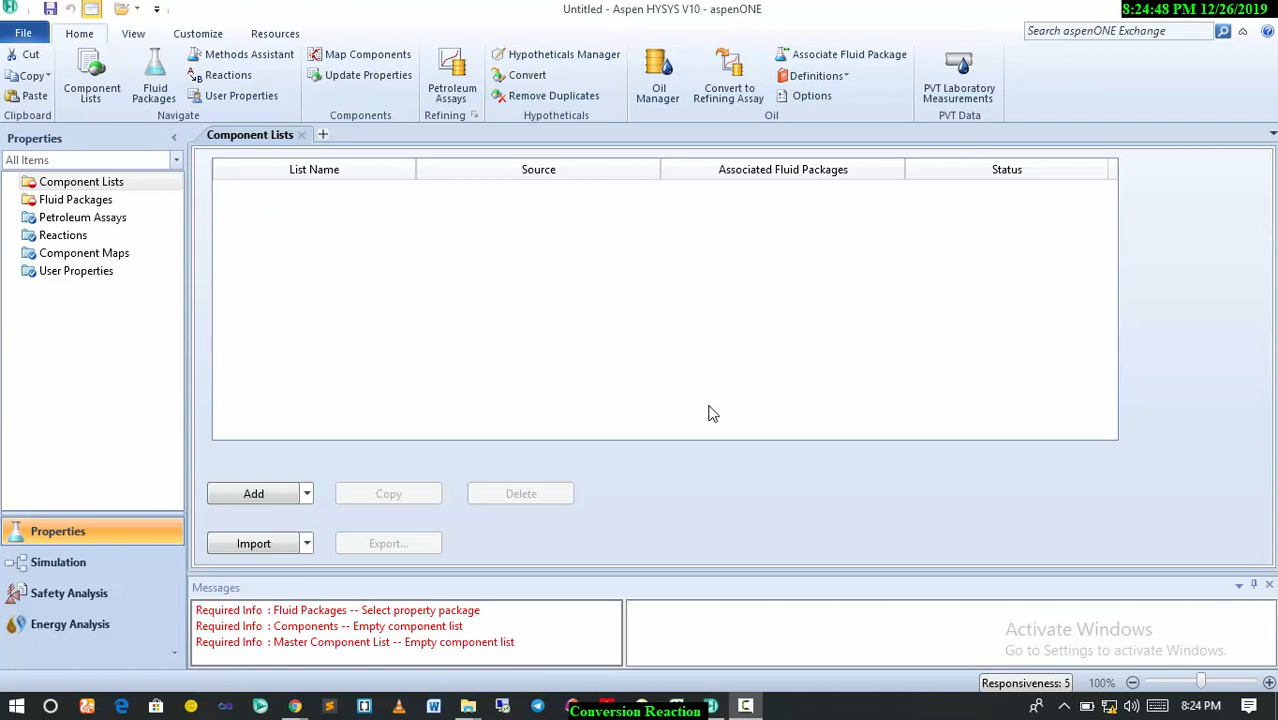 Untitled - Aspen HYSYS V10 - aspenONE
8:24:48 PM 12/26/2019
File
Home
View
Customize
Resources
Search aspenONE Exchange
Cut
Copy
Paste
Clipboard
Component Lists
Fluid Packages
Methods Assistant
Reactions
User Properties
Navigate
Map Components
Update Properties
Components
Petroleum Assays
Refining
Hypotheticals Manager
Convert
Remove Duplicates
Hypotheticals
Oil Manager
Convert to Refining Assay
Associate Fluid Package
Definitions
Options
Oil
PVT Laboratory Measurements
PVT Data
Properties
All Items
Component Lists
Fluid Packages
Petroleum Assays
Reactions
Component Maps
User Properties
Properties
Simulation
Safety Analysis
Energy Analysis
Component Lists
List Name
Source
Associated Fluid Packages
Status
Add
Copy
Delete
Import
Export...
Messages
Required Info : Fluid Packages -- Select property package
Required Info : Components -- Empty component list
Required Info : Master Component List -- Empty component list
Activate Windows
Go to Settings to activate Windows.
Responsiveness: 5
100%
Conversion Reaction
8:24 PM